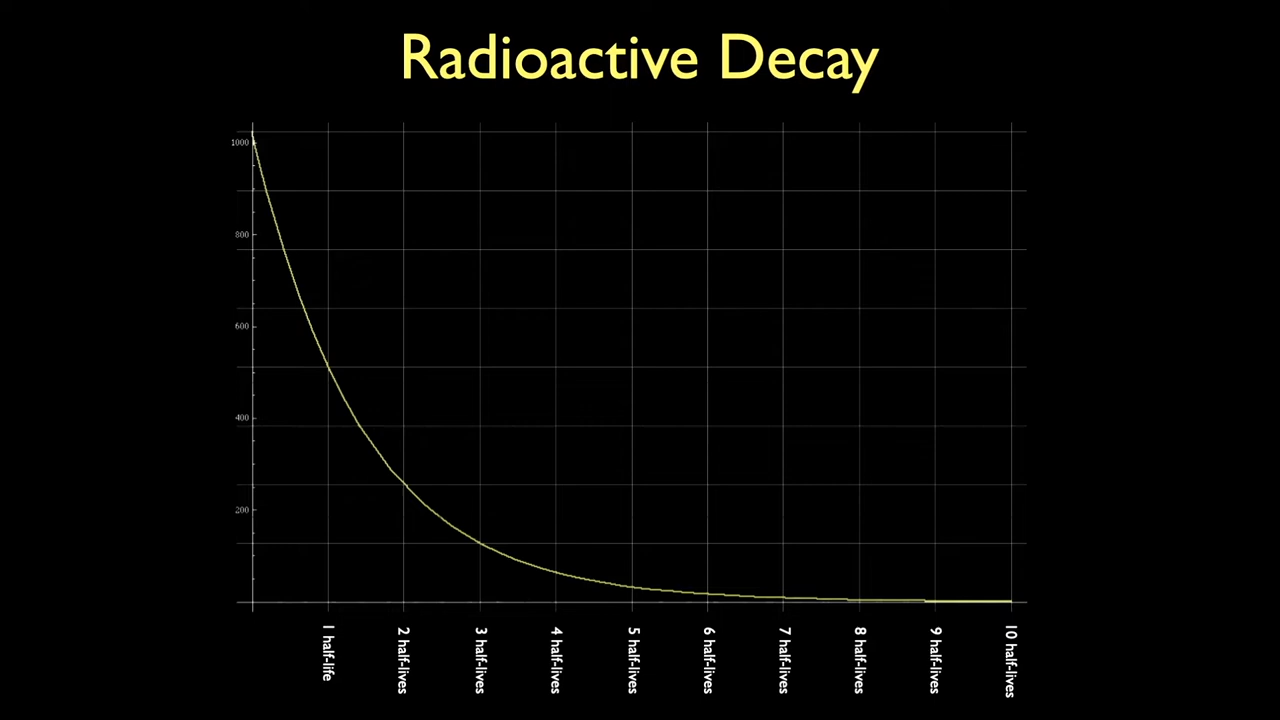 Radioactive Decay
1000
800
600
400
200
1 half-life
2 half-lives
3 half-lives
4 half-lives
5 half-lives
6 half-lives
7 half-lives
8 half-lives
9 half-lives
10 half-lives